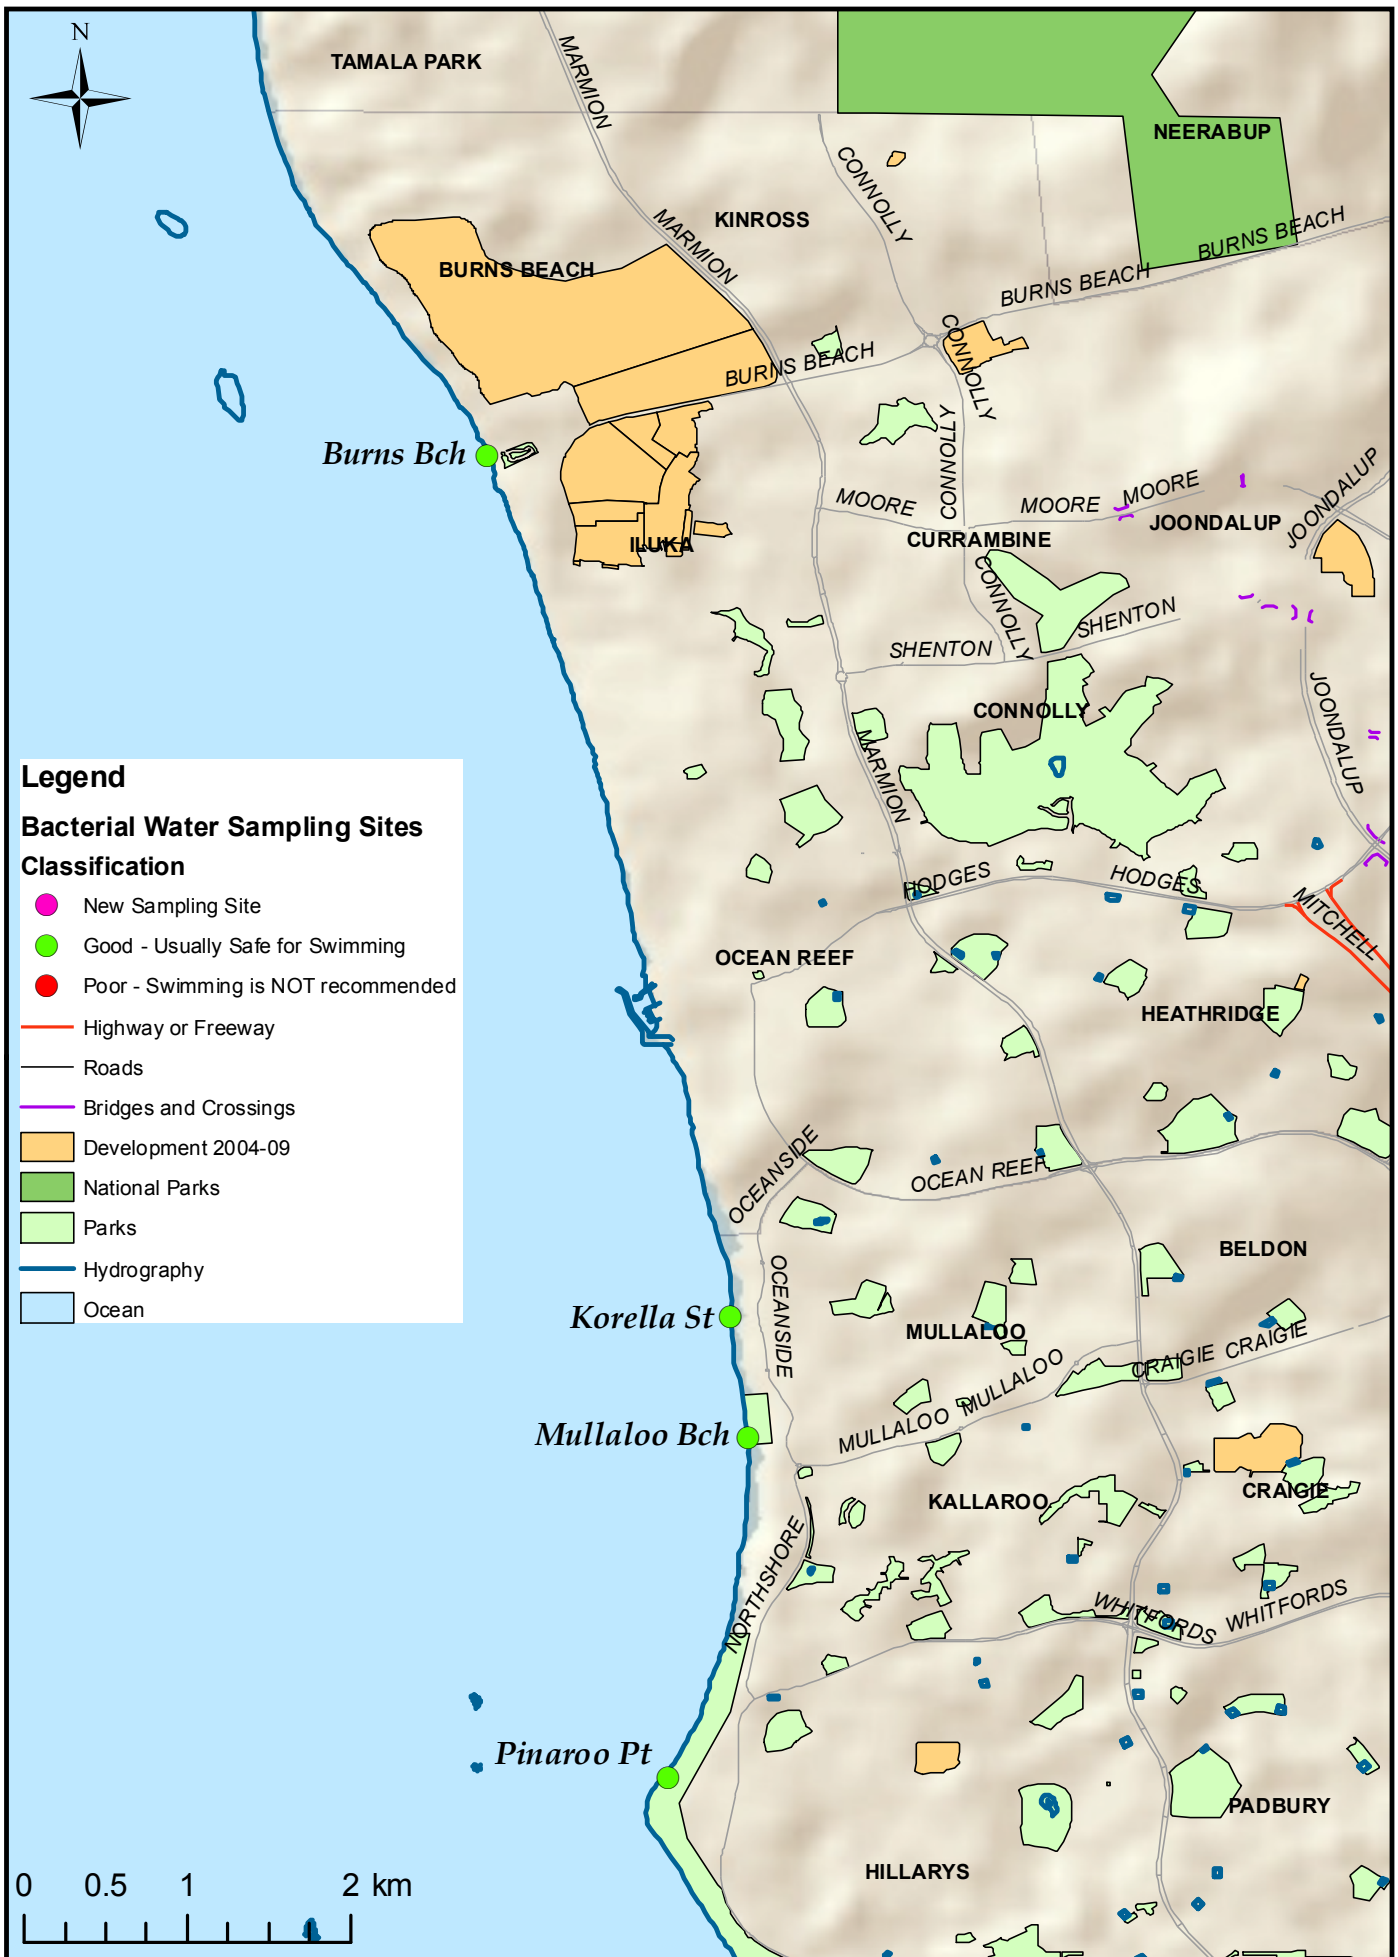 N
TAMALA PARK
MARMION
NEERABUP
CONNOLLY
KINROSS
MARMION
BURNS BEACH
BURNS BEACH
BURNS BEACH
CONNOLLY
BURNS BEACH
CONNOLLY
Burns Bch
MOORE
MOORE
MOORE
JOONDALUP
JOONDALUP
CURRAMBINE
ILUKA
CONNOLLY
SHENTON
SHENTON
CONNOLLY
JOONDALUP
MARMION
HODGES
HODGES
MITCHELL
OCEAN REEF
HEATHRIDGE
OCEANSIDE
OCEAN REEF
BELDON
OCEANSIDE
Korella St
MULLALOO
CRAIGIE
CRAIGIE
MULLALOO
MULLALOO
Mullaloo Bch
KALLAROO
CRAIGIE
NORTHSHORE
WHITFORDS
WHITFORDS
Pinaroo Pt
PADBURY
HILLARYS
Legend
Bacterial Water Sampling Sites
Classification
New Sampling Site
Good - Usually Safe for Swimming
Poor - Swimming is NOT recommended
Highway or Freeway
Roads
Bridges and Crossings
Development 2004-09
National Parks
Parks
Hydrography
Ocean
0 0.5 1 2 km